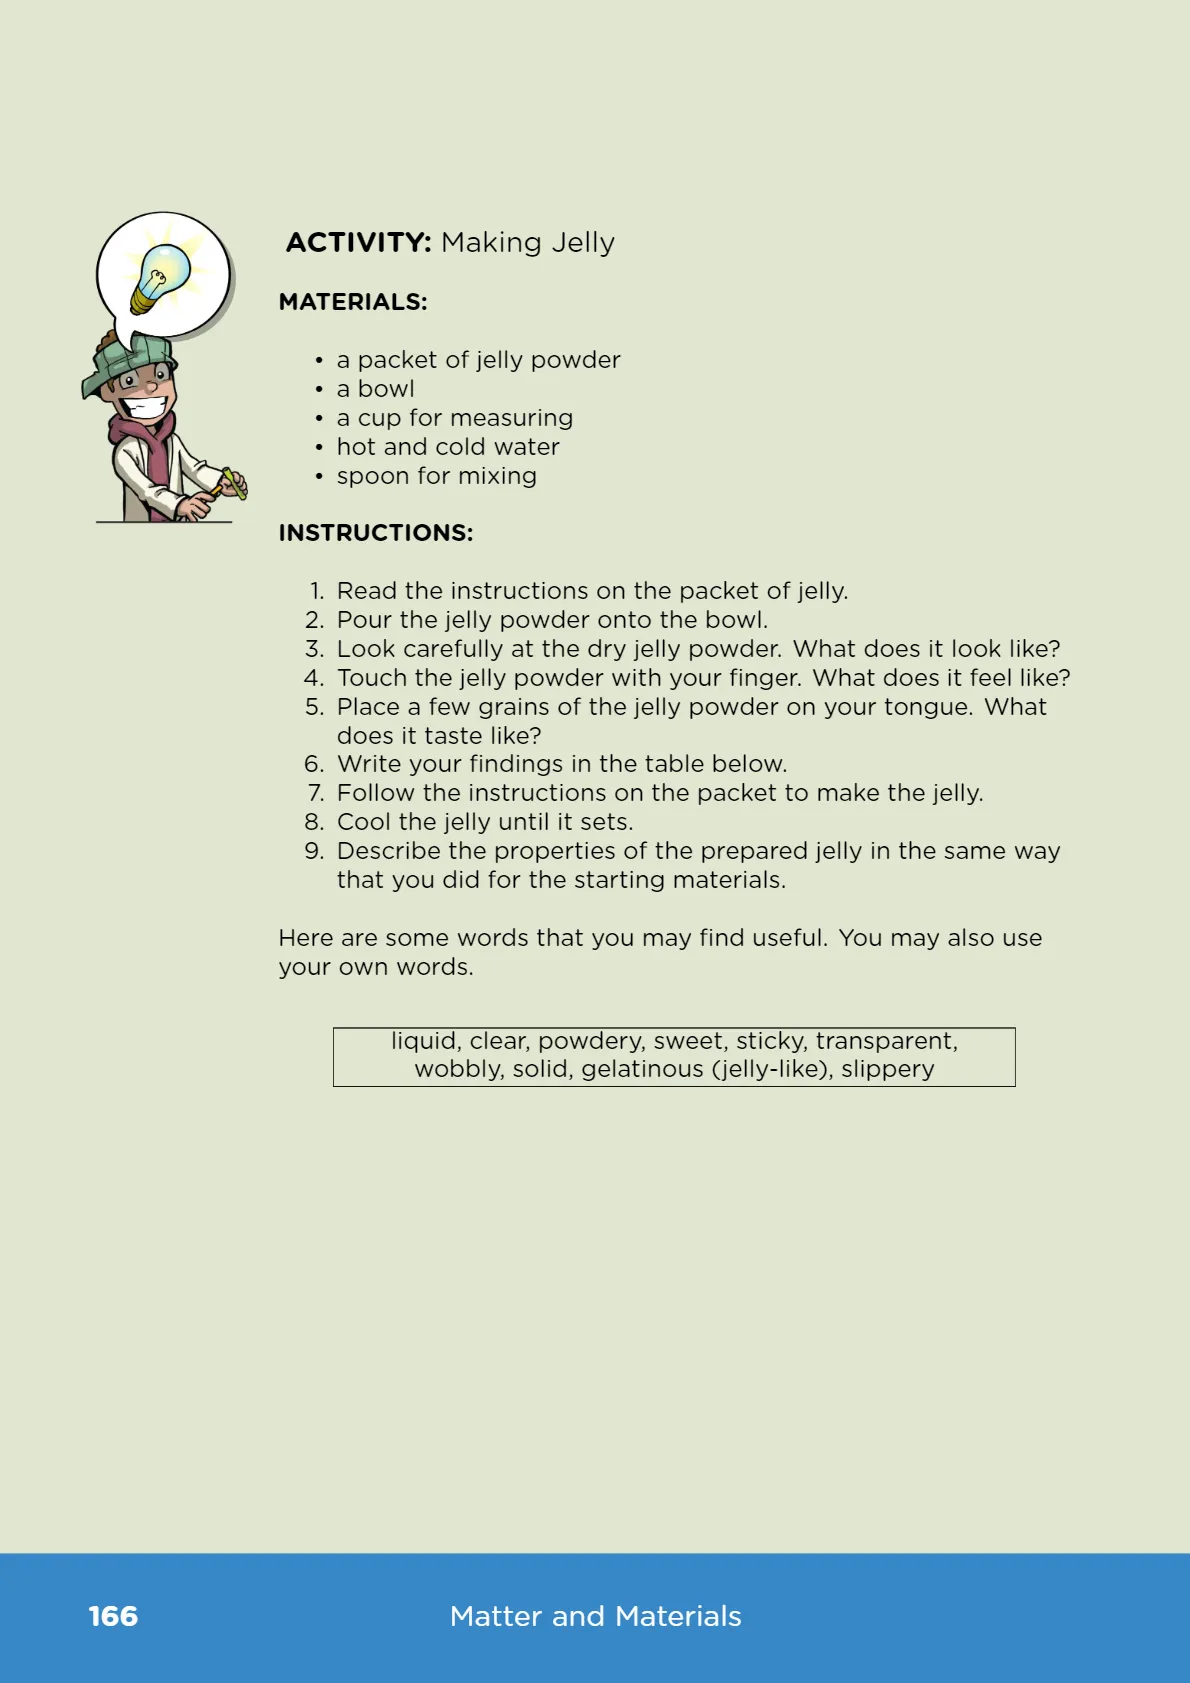 ACTIVITY: Making Jelly
MATERIALS:
• a packet of jelly powder
• a bowl
• a cup for measuring
• hot and cold water
• spoon for mixing
INSTRUCTIONS:
1. Read the instructions on the packet of jelly.
2. Pour the jelly powder onto the bowl.
3. Look carefully at the dry jelly powder. What does it look like?
4. Touch the jelly powder with your finger. What does it feel like?
5. Place a few grains of the jelly powder on your tongue. What
does it taste like?
6. Write your findings in the table below.
7. Follow the instructions on the packet to make the jelly.
8. Cool the jelly until it sets.
9. Describe the properties of the prepared jelly in the same way
that you did for the starting materials.
Here are some words that you may find useful. You may also use
your own words.
liquid, clear, powdery, sweet, sticky, transparent,
wobbly, solid, gelatinous (jelly-like), slippery
166 Matter and Materials